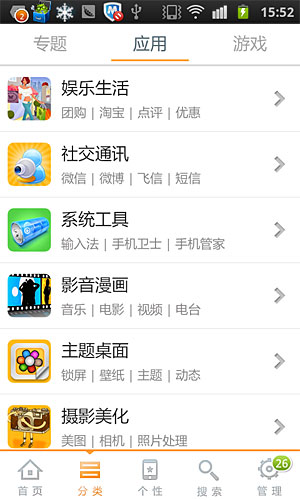 2
15:52
专题 应用 游戏
娱乐生活
团购 | 淘宝 | 点评 | 优惠
社交通讯
微信 | 微博 | 飞信 | 短信
系统工具
输入法 | 手机卫士 | 手机管家
影音漫画
音乐 | 电影 | 视频 | 电台
主题桌面
锁屏 | 壁纸 | 主题 | 动态
摄影美化
美图 | 相机 | 照片处理
26
首页 分类 个性 搜索 管理